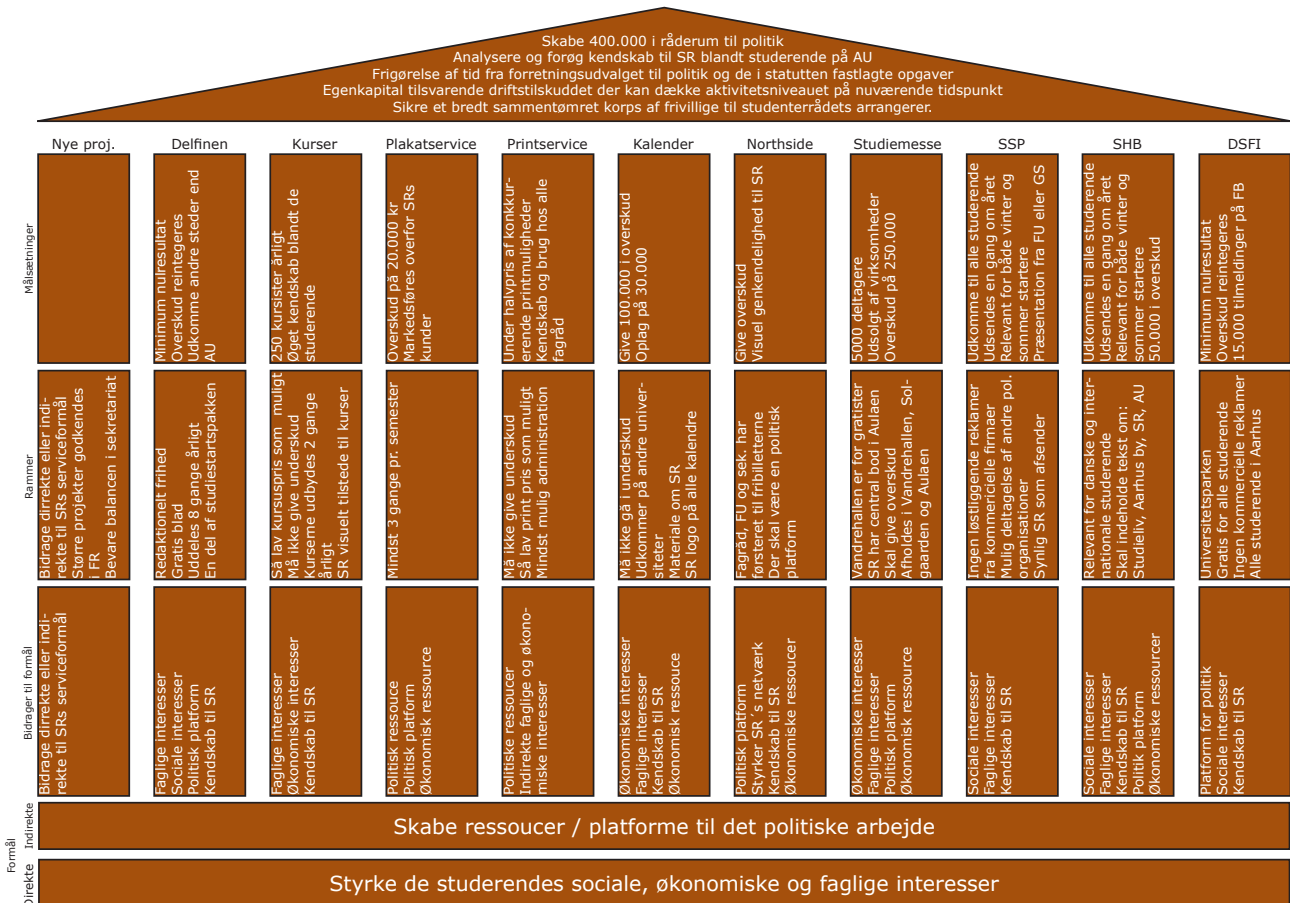 Skabe 400.000 i råderum til politik
Analysere og forøg kendskab til SR blandt studerende på AU
Frigørelse af tid fra forretningsudvalget til politik og de i statutten fastlagte opgaver
Egenkapital tilsvarende driftstilskuddet der kan dække aktivitetsniveauet på nuværende tidspunkt
Sikre et bredt sammentømret korps af frivillige til studenterrådets arrangerer.
Nye proj.
Delfinen
Kurser
Plakatservice
Printservice
Kalender
Northside
Studiemesse
SSP
SHB
DSFI
Målsætninger
Minimum nulresultat
Overskud reintegeres
Udkomme andre steder end
AU
250 kursister årligt
Øget kendskab blandt de
studerende
Overskud på 20.000 kr
Markedsføres overfor SRs
kunder
Under halvpris af konkkur-
erende printmuligheder
Kendskab og brug hos alle
fagråd
Give 100.000 i overskud
Oplag på 30.000
Give overskud
Visuel genkendelighed til SR
5000 deltagere
Udsolgt af virksomheder
Overskud på 250.000
Udkomme til alle studerende
Udsendes en gang om året
Relevant for både vinter og
sommer startere
Præsentation fra FU eller GS
Udkomme til alle studerende
Udsendes en gang om året
Relevant for både vinter og
sommer startere
50.000 i overskud
Minimum nulresultat
Overskud reintegeres
15.000 tilmeldinger på FB
Rammer
Bidrage dirrekte eller indi-
rekte til SRs serviceformål
Større projekter godkendes
i FR
Bevare balancen i sekretariat
Redaktionelt frihed
Gratis blad
Uddeles 8 gange årligt
En del af studiestartspakken
Så lav kursuspris som muligt
Må ikke give underskud
Kurserne udbydes 2 gange
årligt
SR visuelt tilstede til kurser
Mindst 3 gange pr. semester
Må ikke give underskud
Så lav print pris som muligt
Mindst mulig administration
Må ikke gå i underskud
Udkommer på andre univer-
siteter
Materiale om SR
SR logo på alle kalendre
Fagråd, FU og sek. har
førsteret til fribilletterne
Der skal være en politisk
platform
Vandrehallen er for gratister
SR har central bod i Aulaen
Skal give overskud
Afholdes i Vandrehallen, Sol-
gaarden og Aulaen
Ingen løstliggende reklamer
fra kommericielle firmaer
Mulig deltagelse af andre pol.
organisationer
Synlig SR som afsender
Relevant for danske og inter-
nationale studerende
Skal indeholde tekst om:
Studieliv, Aarhus by, SR, AU
Universitetsparken
Gratis for alle studerende
Ingen kommercielle reklamer
Alle studerende i Aarhus
Bidrager til formål
Bidrage dirrekte eller indi-
rekte til SRs serviceformål
Faglige interesser
Sociale interesser
Politisk platform
Kendskab til SR
Faglige interesser
Økonomiske interesser
Kendskab til SR
Politisk ressouce
Politisk platform
Økonomisk ressource
Politiske ressoucer
Indirekte faglige og økono-
miske interesser
Økonomiske interesser
Faglige interesser
Kendskab til SR
Økonomisk ressouce
Politisk platform
Styrker SR´s netværk
Kendskab til SR
Økonomiske ressoucer
Økonomiske interesser
Faglige interesser
Politisk platform
Økonomisk ressource
Sociale interesser
Faglige interesser
Kendskab til SR
Sociale interesser
Faglige interesser
Kendskab til SR
Politik platform
Økonomiske ressourcer
Platform for politik
Sociale interesser
Kendskab til SR
Formål
Indirekte
Skabe ressoucer / platforme til det politiske arbejde
Direkte
Styrke de studerendes sociale, økonomiske og faglige interesser